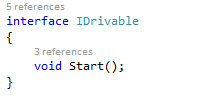 5 references
interface IDrivable
{
3 references
void Start();
}